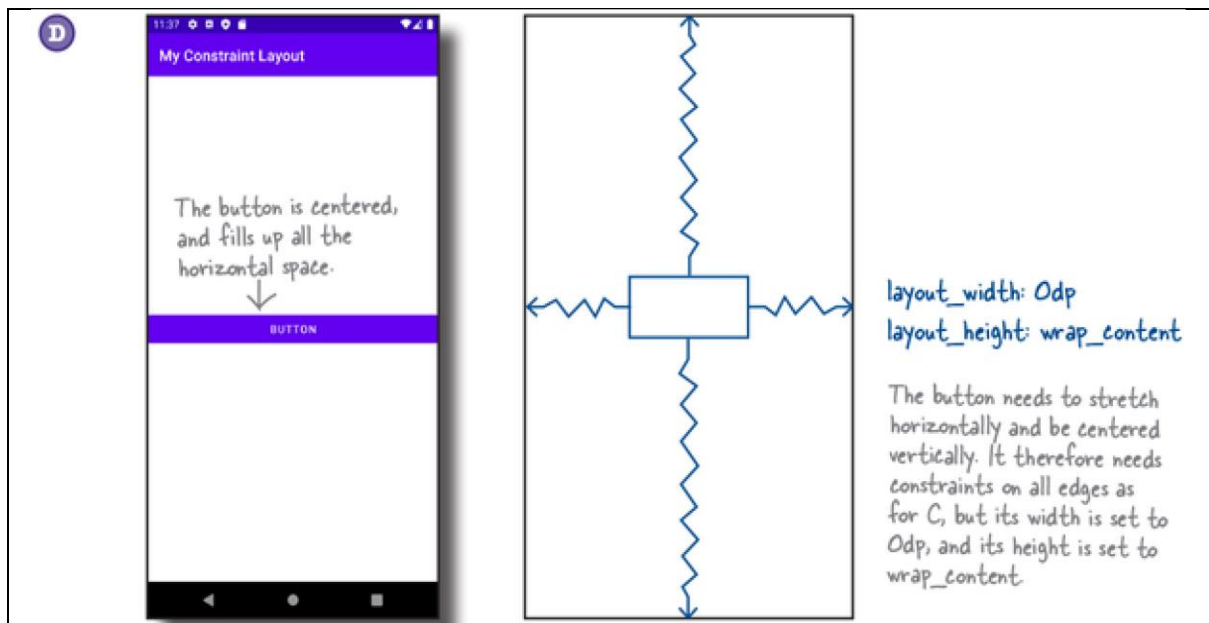 D
11:37
My Constraint Layout
The button is centered,
and fills up all the
horizontal space.
BUTTON
layout_width: 0dp
layout_height: wrap_content
The button needs to stretch
horizontally and be centered
vertically. It therefore needs
constraints on all edges as
for C, but its width is set to
0dp, and its height is set to
wrap_content